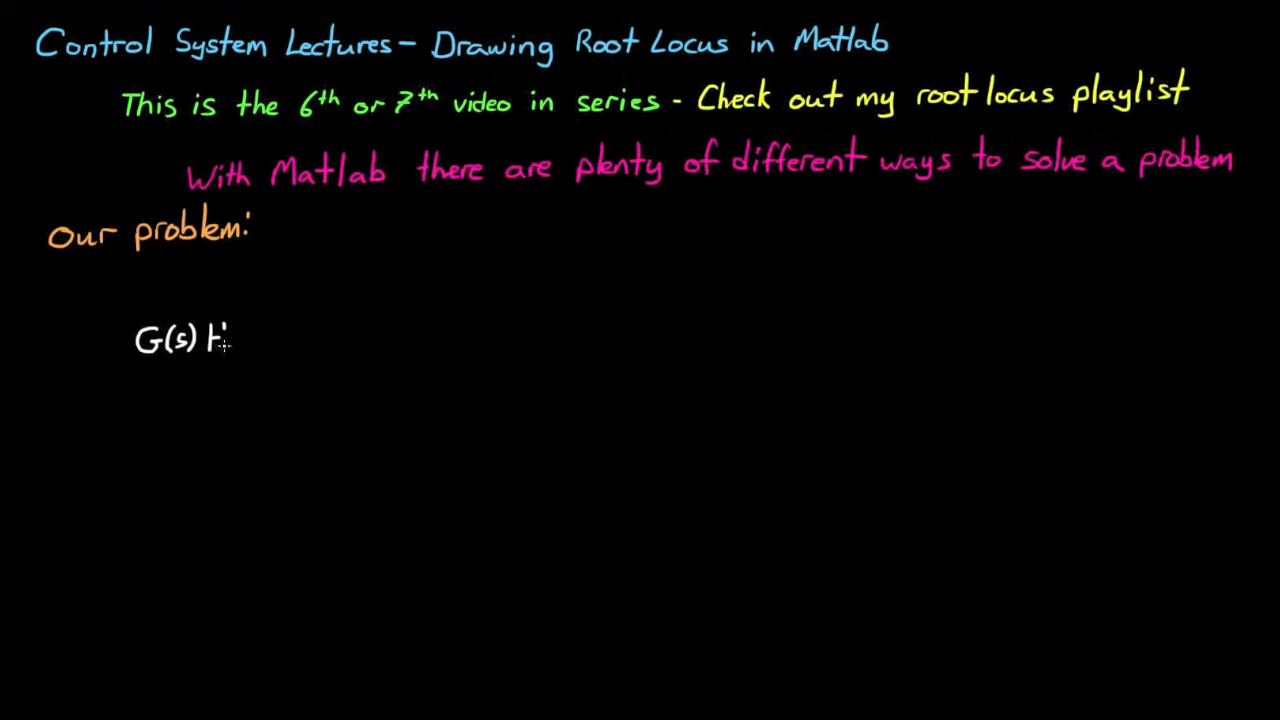 Control System Lectures - Drawing Root Locus in Matlab
This is the 6th or 7th video in series - Check out my root locus playlist
With Matlab there are plenty of different ways to solve a problem
Our problem:
G(s)